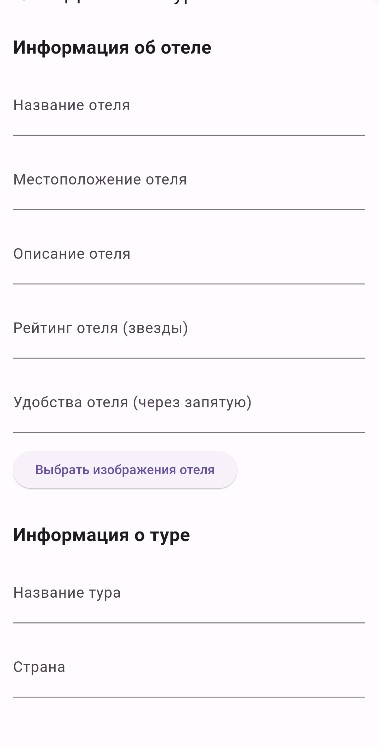 Информация об отеле
Название отеля
Местоположение отеля
Описание отеля
Рейтинг отеля (звезды)
Удобства отеля (через запятую)
Выбрать изображения отеля
Информация о туре
Название тура
Страна